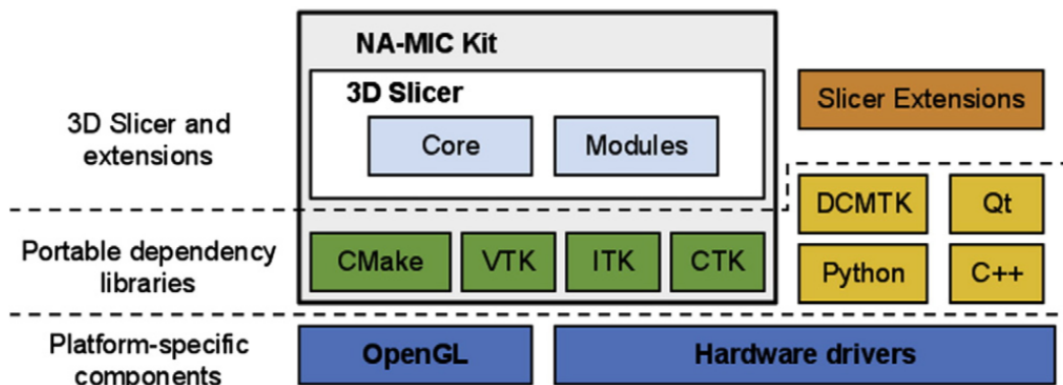 NA-MIC Kit
3D Slicer
Core
Modules
Slicer Extensions
3D Slicer and
extensions
DCMTK
Qt
Portable dependency
libraries
CMake
VTK
ITK
CTK
Python
C++
Platform-specific
components
OpenGL
Hardware drivers